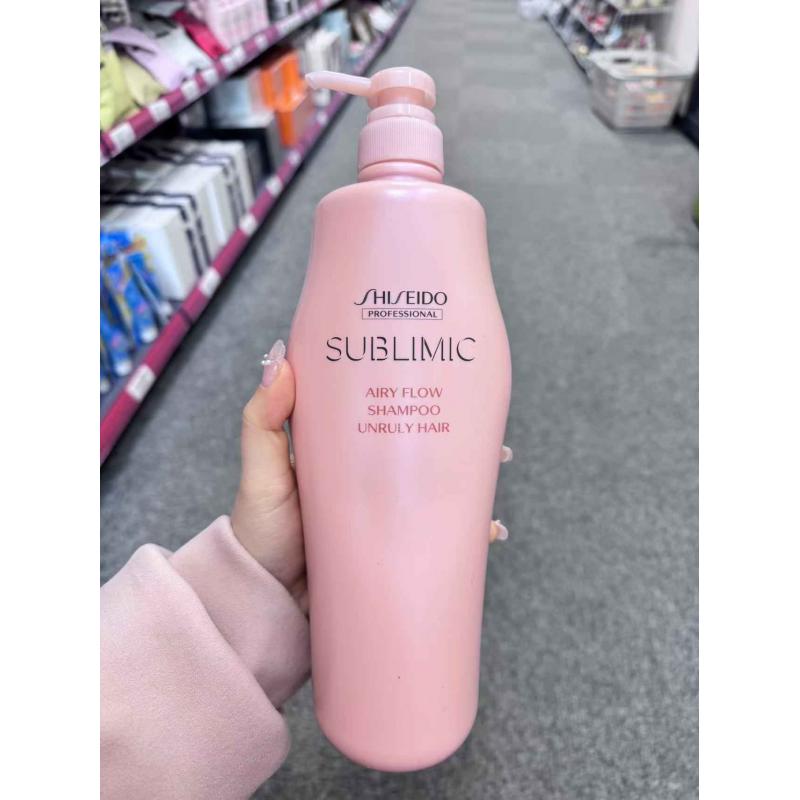 SHISEIDO
PROFESSIONAL
SUBLIMIC
AIRY FLOW
SHAMPOO
UNRULY HAIR